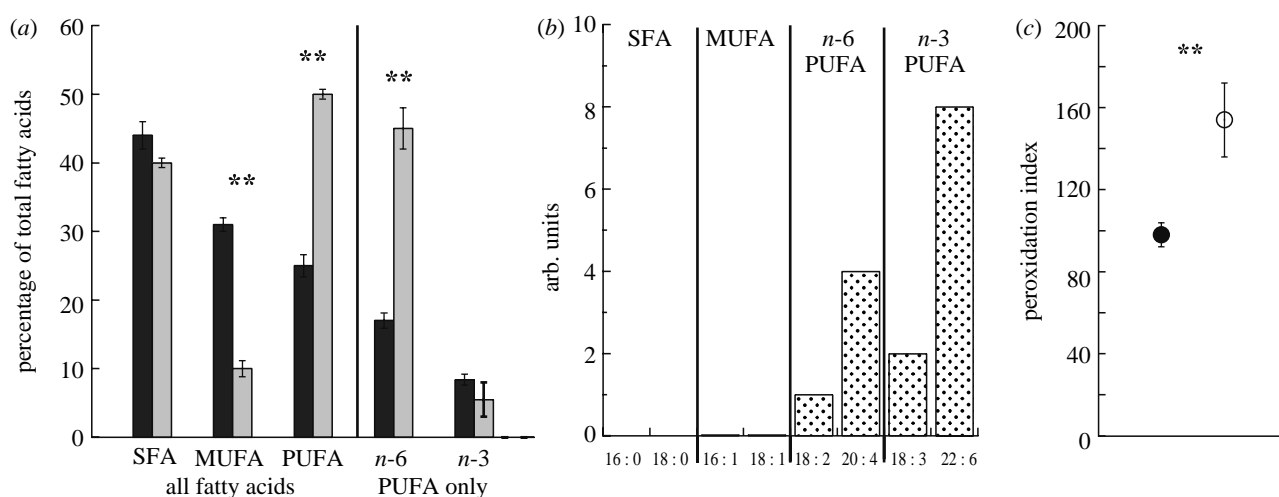 (a)
percentage of total fatty acids
60
50
40
30
20
10
0
**
**
**
SFA MUFA PUFA n-6 n-3
all fatty acids PUFA only
(b)
arb. units
10
8
6
4
2
0
SFA MUFA n-6 PUFA n-3 PUFA
16 : 0 18 : 0 16 : 1 18 : 1 18 : 2 20 : 4 18 : 3 22 : 6
(c)
peroxidation index
200
160
120
80
40
0
**